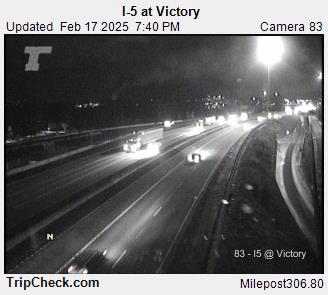 I-5 at Victory
Updated  Feb 17 2025  7:40 PM
Camera 83
N
83 - I5 @ Victory
TripCheck.com
Milepost306.80